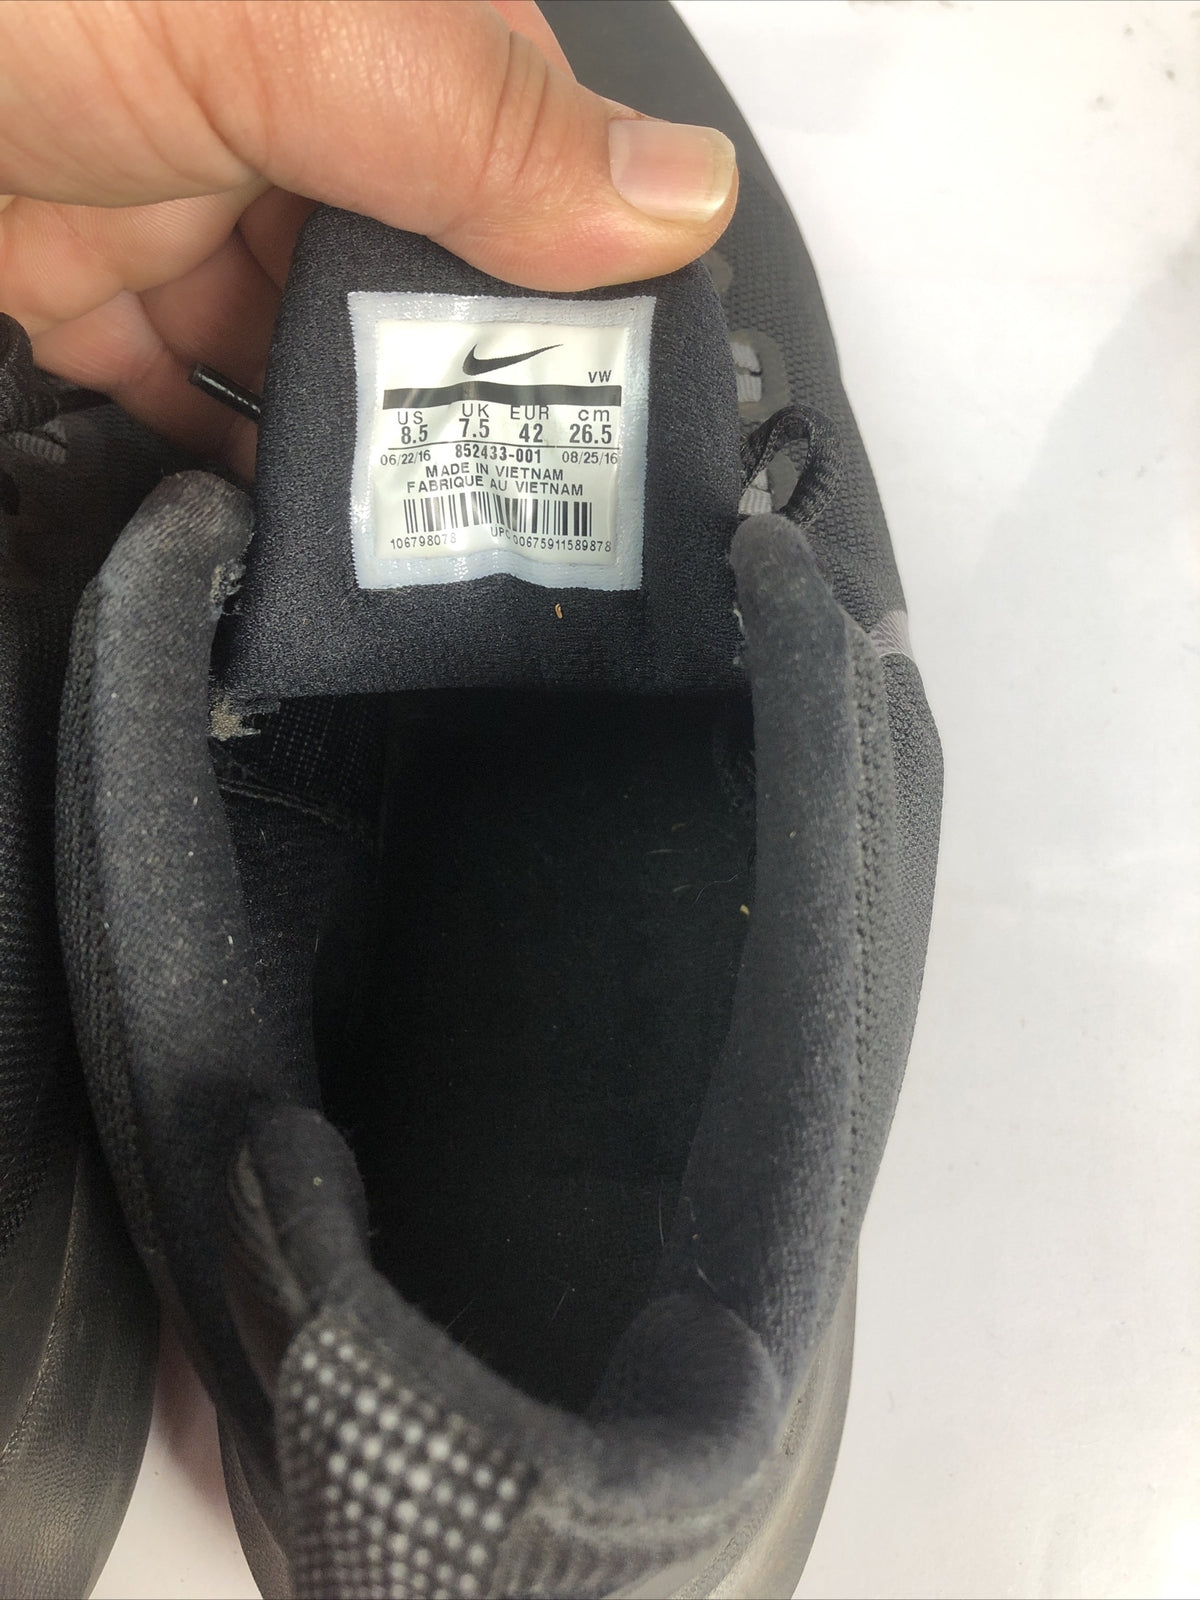 VW
US UK EUR cm
8.5 7.5 42 26.5
06/22/16 852433-001 08/25/16
MADE IN VIETNAM
FABRIQUE AU VIETNAM
106798078 UPC 00675911589878